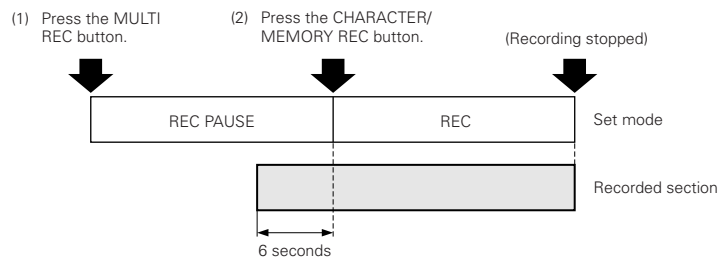 (1) Press the MULTI
REC button.
(2) Press the CHARACTER/
MEMORY REC button.
(Recording stopped)
REC PAUSE
REC
Set mode
Recorded section
6 seconds